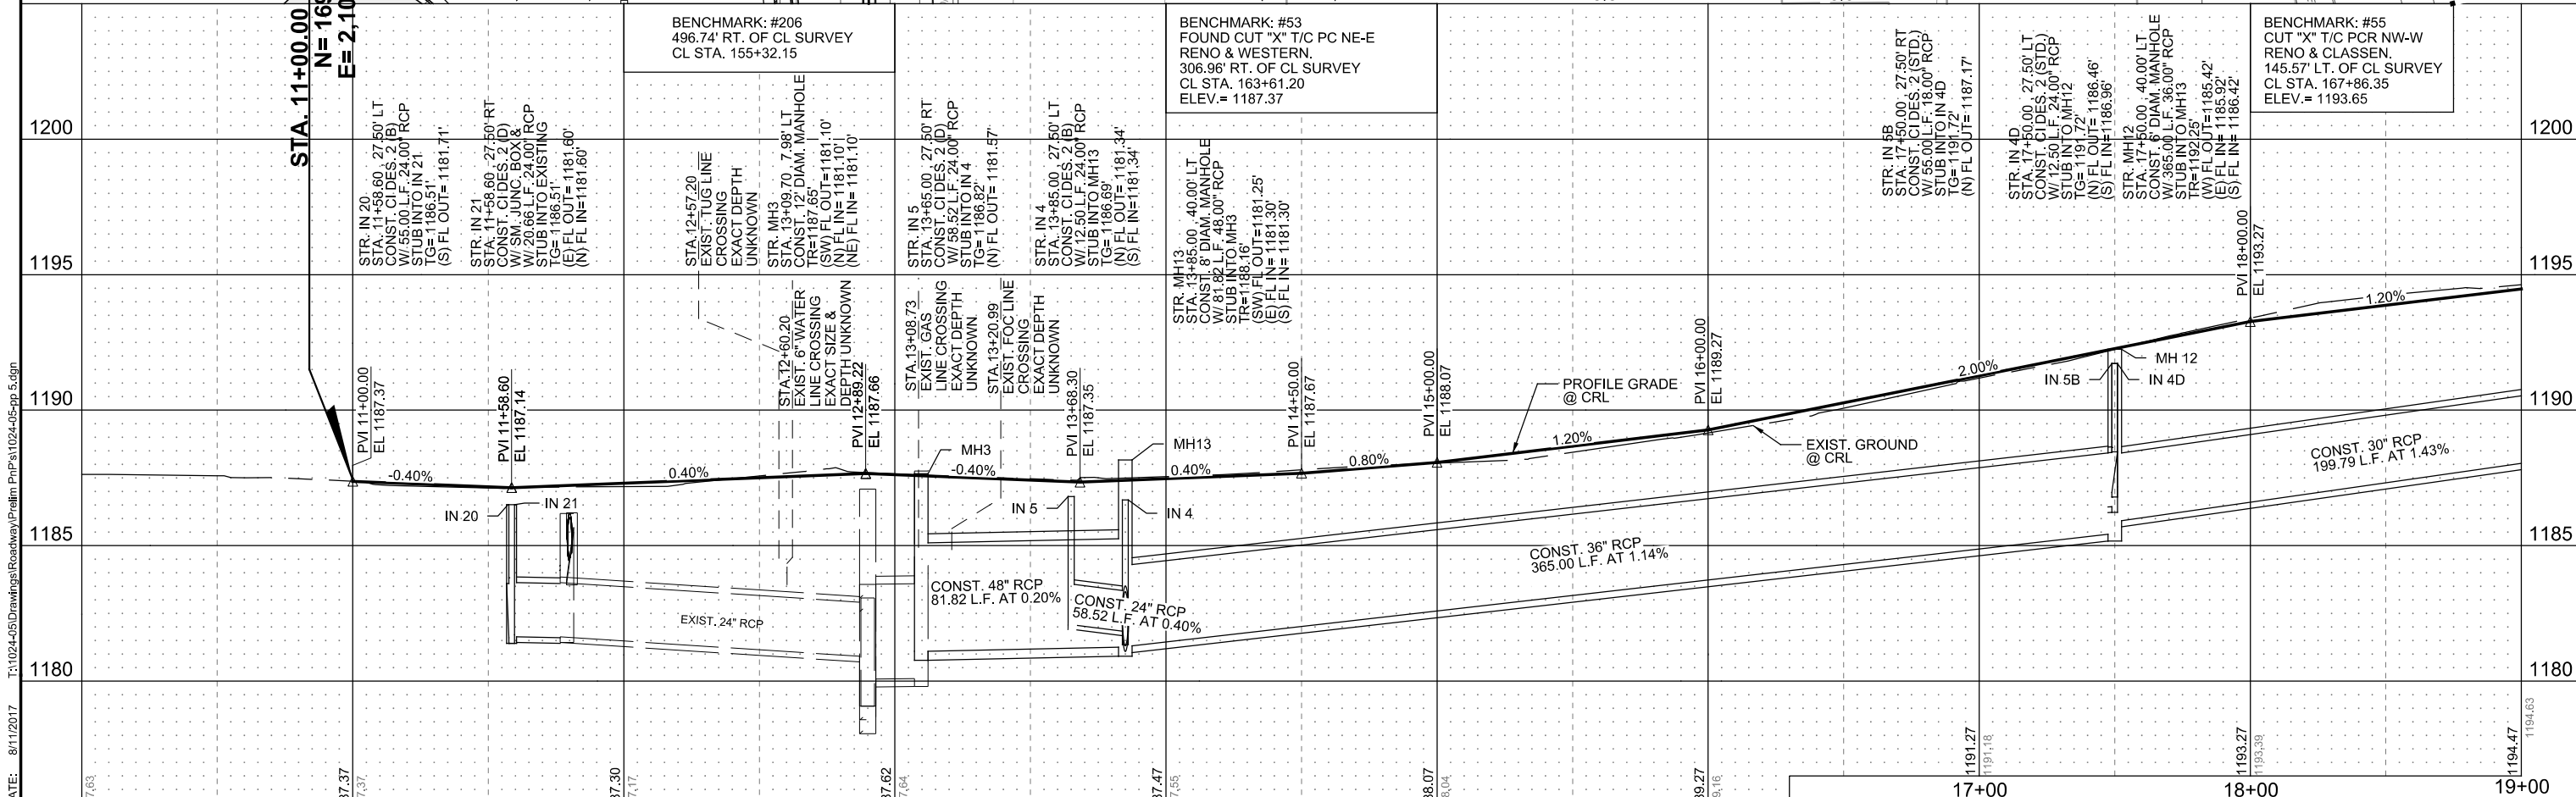 STA. 11+00.00
BENCHMARK: #206
496.74' RT. OF CL SURVEY
CL STA. 155+32.15
BENCHMARK: #53
FOUND CUT "X" T/C PC NE-E
RENO & WESTERN.
306.96' RT. OF CL SURVEY
CL STA. 163+61.20
ELEV.= 1187.37
BENCHMARK: #55
CUT "X" T/C PCR NW-W
RENO & CLASSEN.
145.57' LT. OF CL SURVEY
CL STA. 167+86.35
ELEV.= 1193.65
1200
1195
1190
1185
1180
STR. IN 20
STA. 11+58.60, 27.50' LT
CONST. CI DES. 2 (B)
W/ 55.00 L.F. 24.00" RCP
STUB INTO IN 21
TG= 1186.51'
(S) FL OUT= 1181.71'
STR. IN 21
STA. 11+58.60, 27.50' RT
CONST. CI DES. 2 (D)
W/ SM. JUNC. BOX &
W/ 20.66 L.F. 24.00" RCP
STUB INTO EXISTING
TG= 1186.51'
(E) FL OUT= 1181.60'
(N) FL IN=1181.60'
STA.12+57.20
EXIST. TUG LINE
CROSSING
EXACT DEPTH
UNKNOWN
STR. MH3
STA. 13+09.70, 7.98' LT
CONST. 12' DIAM. MANHOLE
TR=1187.65'
(SW) FL OUT=1181.10'
(N) FL IN= 1181.10'
(NE) FL IN= 1181.10'
STA.12+60.20
EXIST. 6" WATER
LINE CROSSING
EXACT SIZE &
DEPTH UNKNOWN
STR. IN 5
STA. 13+65.00, 27.50' RT
CONST. CI DES. 2 (D)
W/ 58.52 L.F. 24.00" RCP
STUB INTO IN 4
TG= 1186.82'
(N) FL OUT= 1181.57'
STA.13+08.73
EXIST. GAS
LINE CROSSING
EXACT DEPTH
UNKNOWN
STA.13+20.99
EXIST. FOC LINE
CROSSING
EXACT DEPTH
UNKNOWN
STR. IN 4
STA. 13+85.00, 27.50' LT
CONST. CI DES. 2 (B)
W/ 12.50 L.F. 24.00" RCP
STUB INTO MH13
TG= 1186.69'
(N) FL OUT= 1181.34'
(S) FL IN=1181.34'
STR. MH13
STA. 13+85.00, 40.00' LT
CONST. 8' DIAM. MANHOLE
W/ 81.82 L.F. 48.00" RCP
STUB INTO MH3
TR=1188.16'
(SW) FL OUT=1181.25'
(E) FL IN= 1181.30'
(S) FL IN= 1181.30'
STR. IN 5B
STA. 17+50.00, 27.50' RT
CONST. CI DES. 2 (STD.)
W/ 55.00 L.F. 18.00" RCP
STUB INTO IN 4D
TG= 1191.72'
(N) FL OUT= 1187.17'
STR. IN 4D
STA. 17+50.00, 27.50' LT
CONST. CI DES. 2 (STD.)
W/ 12.50 L.F. 24.00" RCP
STUB INTO MH12
TG= 1191.72'
(N) FL OUT= 1186.46'
(S) FL IN=1186.96'
STR. MH12
STA. 17+50.00, 40.00' LT
CONST. 6' DIAM. MANHOLE
W/ 365.00 L.F. 36.00" RCP
STUB INTO MH13
TR=1192.25'
(W) FL OUT=1185.42'
(E) FL IN= 1185.92'
(S) FL IN= 1186.42'
PVI 11+00.00
EL 1187.37
PVI 11+58.60
EL 1187.14
PVI 12+89.22
EL 1187.66
PVI 13+68.30
EL 1187.35
PVI 14+50.00
EL 1187.67
PVI 15+00.00
EL 1188.07
PVI 16+00.00
EL 1189.27
PVI 18+00.00
EL 1193.27
-0.40%
0.40%
-0.40%
0.40%
0.80%
1.20%
2.00%
1.20%
MH3
MH13
MH 12
IN 20
IN 21
IN 5
IN 4
IN 5B
IN 4D
PROFILE GRADE
@ CRL
EXIST. GROUND
@ CRL
EXIST. 24" RCP
CONST. 48" RCP
81.82 L.F. AT 0.20%
CONST. 24" RCP
58.52 L.F. AT 0.40%
CONST. 36" RCP
365.00 L.F. AT 1.14%
CONST. 30" RCP
199.79 L.F. AT 1.43%
1200
1195
1190
1185
1180
1191.27
1191.18
1193.27
1193.39
1194.47
1194.63
17+00
18+00
19+00
8/11/2017
T:\1024-05\Drawings\Roadway\Prelim PnP's\1024-05-pp 5.dgn